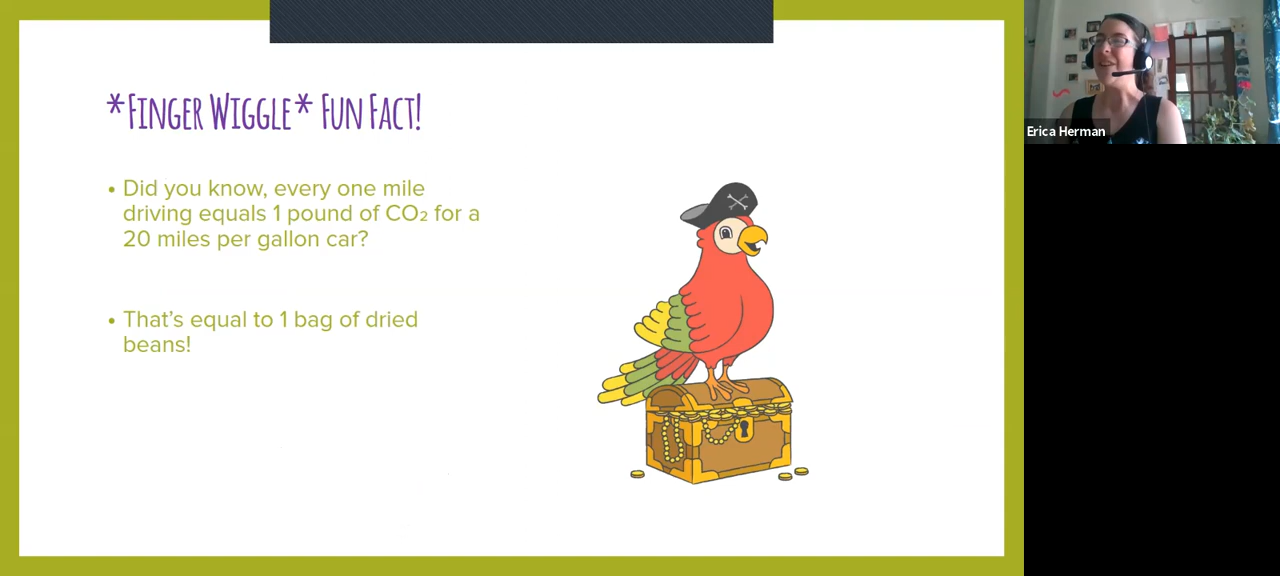 *Finger Wiggle* Fun Fact!
• Did you know, every one mile
driving equals 1 pound of CO₂ for a
20 miles per gallon car?
• That's equal to 1 bag of dried
beans!
Erica Herman